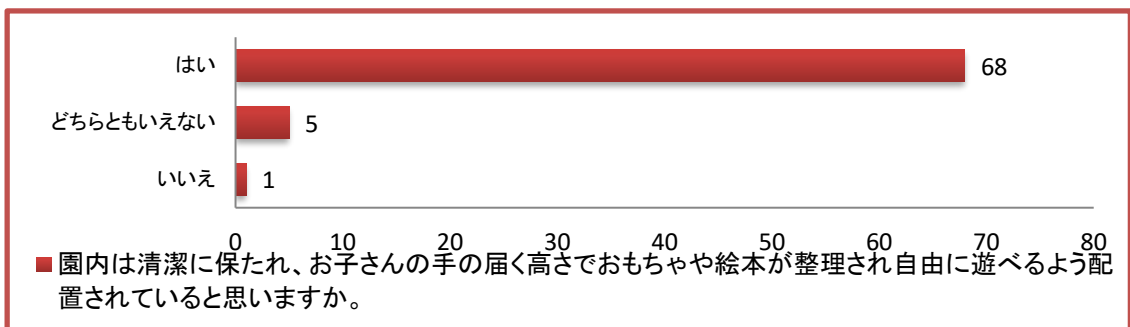 はい 68
どちらともいえない 5
いいえ 1
0 10 20 30 40 50 60 70 80
園内は清潔に保たれ、お子さんの手の届く高さでおもちゃや絵本が整理され自由に遊べるよう配
置されていると思いますか。